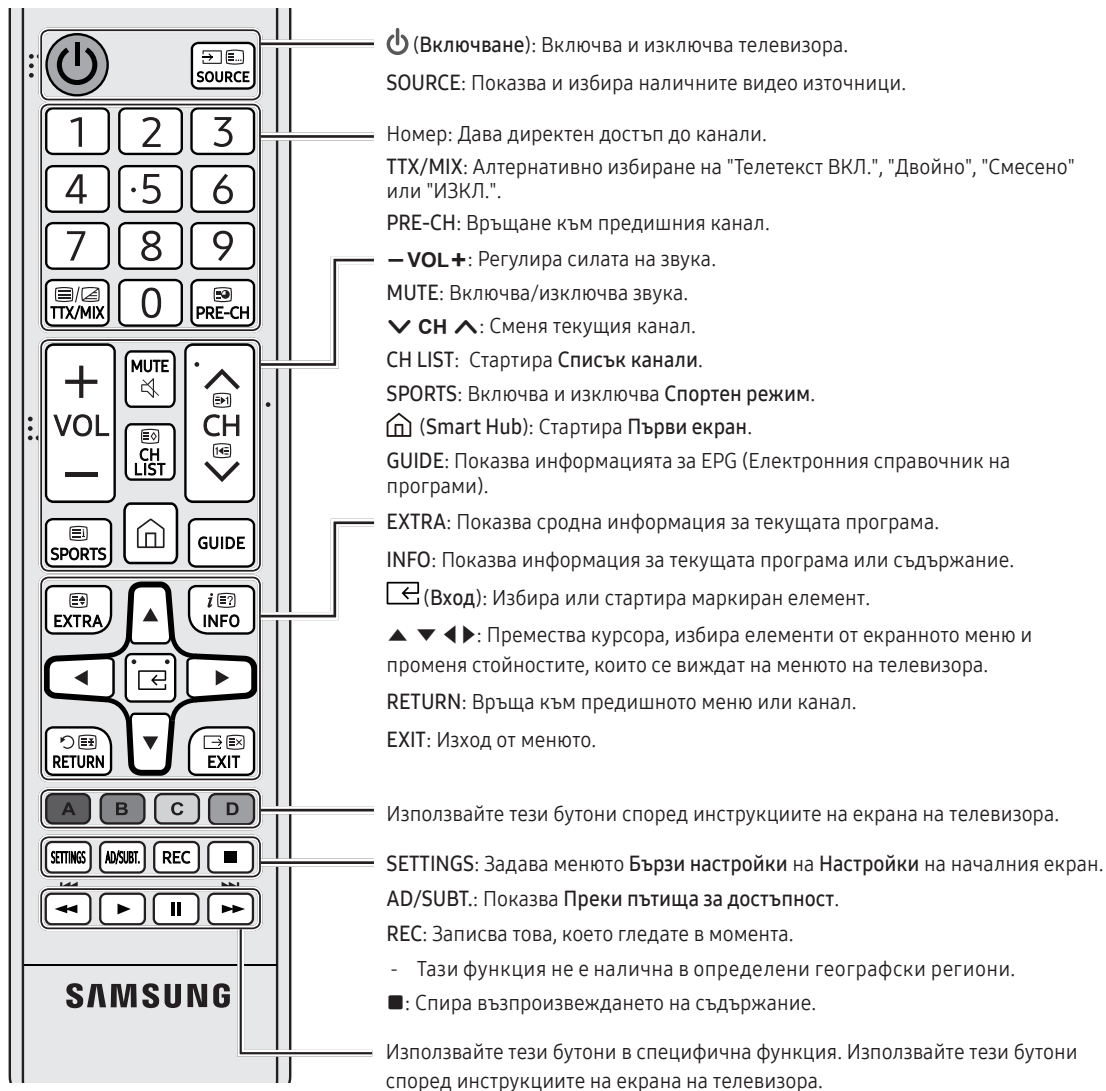 ⏻ (Включване): Включва и изключва телевизора.
SOURCE: Показва и избира наличните видео източници.
Номер: Дава директен достъп до канали.
TTX/MIX: Алтернативно избиране на "Телетекст ВКЛ.", "Двойно", "Смесено"
или "ИЗКЛ.".
PRE-CH: Връщане към предишния канал.
− VOL +: Регулира силата на звука.
MUTE: Включва/изключва звука.
CH : Сменя текущия канал.
CH LIST: Стартира Списък канали.
SPORTS: Включва и изключва Спортен режим.
(Smart Hub): Стартира Първи екран.
GUIDE: Показва информацията за EPG (Електронния справочник на
програми).
EXTRA: Показва сродна информация за текущата програма.
INFO: Показва информация за текущата програма или съдържание.
(Вход): Избира или стартира маркиран елемент.
▲ ▼ ◀ ▶: Премества курсора, избира елементи от екранното меню и
променя стойностите, които се виждат на менюто на телевизора.
RETURN: Връща към предишното меню или канал.
EXIT: Изход от менюто.
Използвайте тези бутони според инструкциите на екрана на телевизора.
SETTINGS: Задава менюто Бързи настройки на Настройки на началния екран.
AD/SUBT.: Показва Преки пътища за достъпност.
REC: Записва това, което гледате в момента.
- Тази функция не е налична в определени географски региони.
■: Спира възпроизвеждането на съдържание.
Използвайте тези бутони в специфична функция. Използвайте тези бутони
според инструкциите на екрана на телевизора.
SOURCE
1 2 3
4 ·5 6
7 8 9
TTX/MIX 0 PRE-CH
+ VOL −
MUTE
CH LIST
CH
SPORTS
GUIDE
EXTRA
i INFO
RETURN
EXIT
A B C D
SETTINGS AD/SUBT. REC ■
SAMSUNG